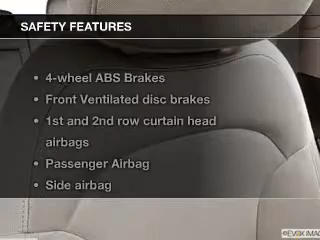 SAFETY FEATURES
• 4-wheel ABS Brakes
• Front Ventilated disc brakes
• 1st and 2nd row curtain head
airbags
• Passenger Airbag
• Side airbag